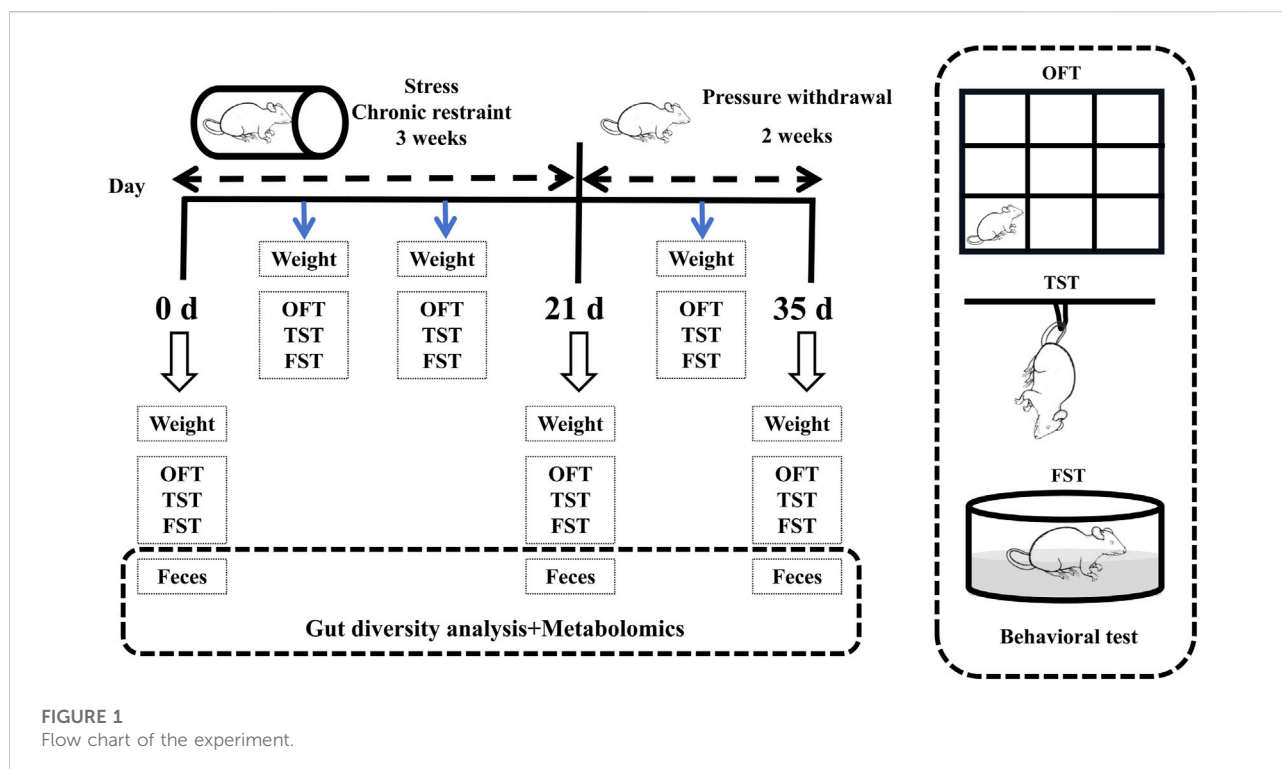 Stress
Chronic restraint
3 weeks
Pressure withdrawal
2 weeks
Day
Weight
OFT
TST
FST
Weight
OFT
TST
FST
Weight
OFT
TST
FST
0 d
21 d
35 d
Weight
OFT
TST
FST
Feces
Weight
OFT
TST
FST
Feces
Weight
OFT
TST
FST
Feces
Gut diversity analysis+Metabolomics
OFT
TST
FST
Behavioral test
FIGURE 1
Flow chart of the experiment.